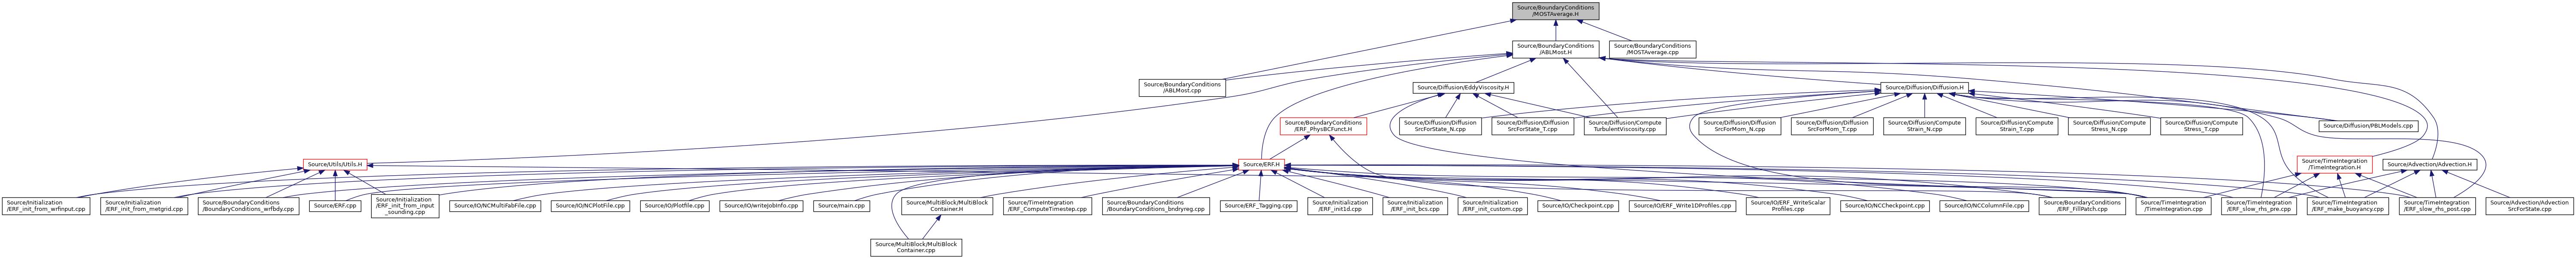 Source/BoundaryConditions
/MOSTAverage.H
Source/BoundaryConditions
/ABLMost.H
Source/BoundaryConditions
/MOSTAverage.cpp
Source/BoundaryConditions
/ABLMost.cpp
Source/Diffusion/EddyViscosity.H
Source/Diffusion/Diffusion.H
Source/BoundaryConditions
/ERF_PhysBCFunct.H
Source/Diffusion/Diffusion
SrcForState_N.cpp
Source/Diffusion/Diffusion
SrcForState_T.cpp
Source/Diffusion/Compute
TurbulentViscosity.cpp
Source/Diffusion/Diffusion
SrcForMom_N.cpp
Source/Diffusion/Diffusion
SrcForMom_T.cpp
Source/Diffusion/Compute
Strain_N.cpp
Source/Diffusion/Compute
Strain_T.cpp
Source/Diffusion/Compute
Stress_N.cpp
Source/Diffusion/Compute
Stress_T.cpp
Source/Diffusion/PBLModels.cpp
Source/Utils/Utils.H
Source/ERF.H
Source/TimeIntegration
/TimeIntegration.H
Source/Advection/Advection.H
Source/Initialization
/ERF_init_from_wrfinput.cpp
Source/Initialization
/ERF_init_from_metgrid.cpp
Source/BoundaryConditions
/BoundaryConditions_wrfbdy.cpp
Source/ERF.cpp
Source/Initialization
/ERF_init_from_input
_sounding.cpp
Source/IO/NCMultiFabFile.cpp
Source/IO/NCPlotFile.cpp
Source/IO/Plotfile.cpp
Source/IO/writeJobInfo.cpp
Source/main.cpp
Source/MultiBlock/MultiBlock
Container.H
Source/TimeIntegration
/ERF_ComputeTimestep.cpp
Source/BoundaryConditions
/BoundaryConditions_bndryreg.cpp
Source/ERF_Tagging.cpp
Source/Initialization
/ERF_init1d.cpp
Source/Initialization
/ERF_init_bcs.cpp
Source/Initialization
/ERF_init_custom.cpp
Source/IO/Checkpoint.cpp
Source/IO/ERF_Write1DProfiles.cpp
Source/IO/ERF_WriteScalar
Profiles.cpp
Source/IO/NCCheckpoint.cpp
Source/IO/NCColumnFile.cpp
Source/BoundaryConditions
/ERF_FillPatch.cpp
Source/TimeIntegration
/TimeIntegration.cpp
Source/TimeIntegration
/ERF_slow_rhs_pre.cpp
Source/TimeIntegration
/ERF_make_buoyancy.cpp
Source/TimeIntegration
/ERF_slow_rhs_post.cpp
Source/Advection/Advection
SrcForState.cpp
Source/MultiBlock/MultiBlock
Container.cpp